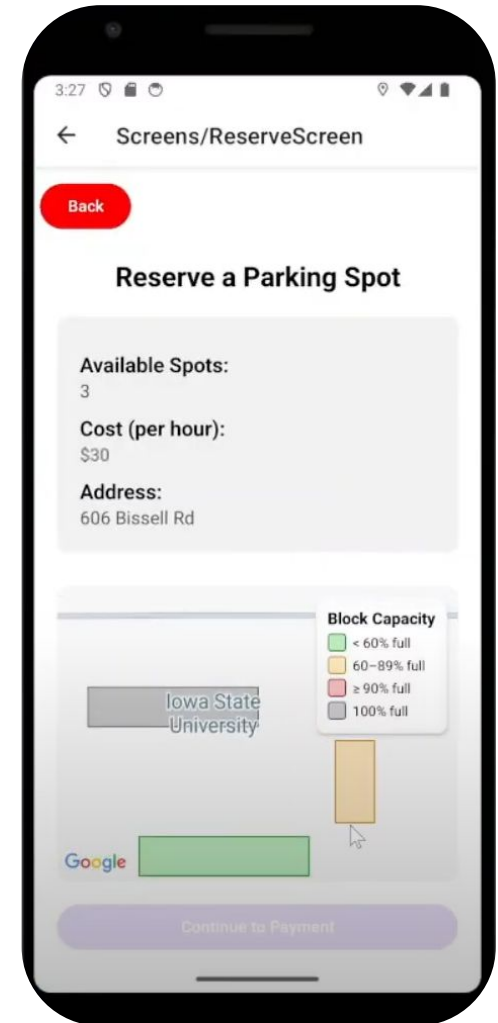 3:27
Screens/ReserveScreen
Back
Reserve a Parking Spot
Available Spots:
3
Cost (per hour):
$30
Address:
606 Bissell Rd
Block Capacity
< 60% full
60–89% full
≥ 90% full
100% full
Iowa State
University
Google
Continue to Payment